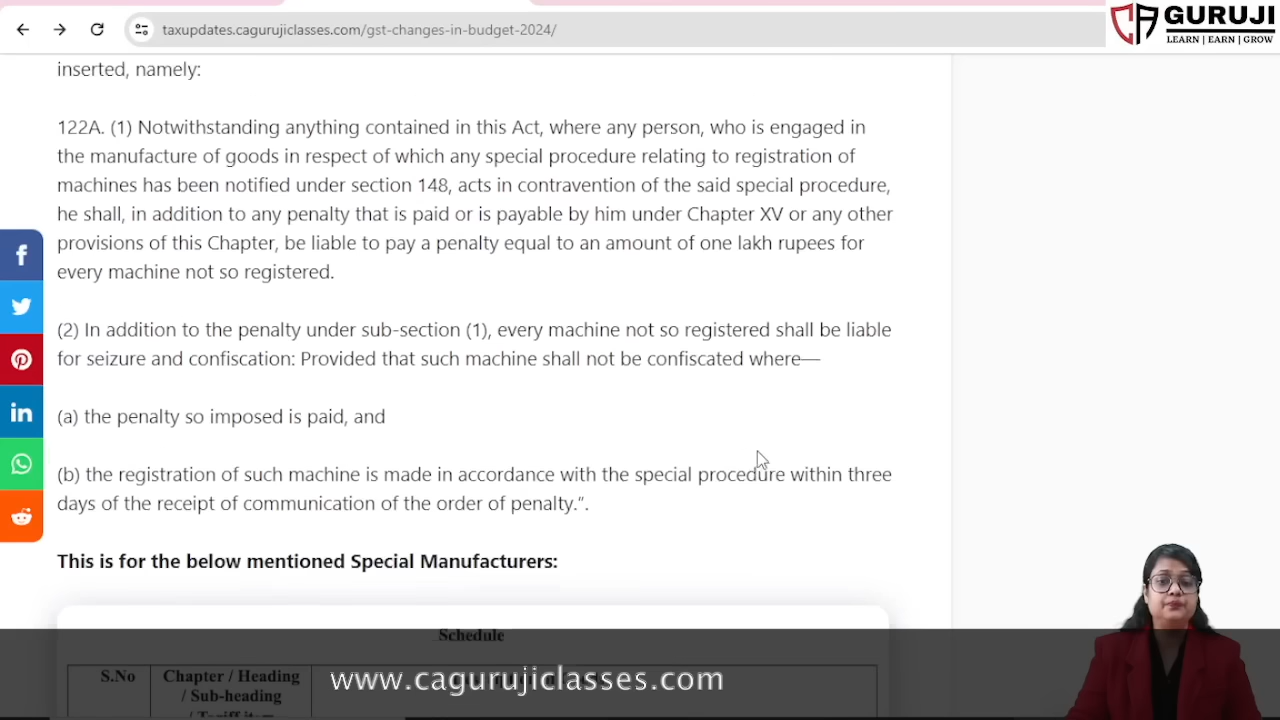 taxupdates.cagurujiclasses.com/gst-changes-in-budget-2024/
GURUJI
LEARN | EARN | GROW
inserted, namely:
122A. (1) Notwithstanding anything contained in this Act, where any person, who is engaged in
the manufacture of goods in respect of which any special procedure relating to registration of
machines has been notified under section 148, acts in contravention of the said special procedure,
he shall, in addition to any penalty that is paid or is payable by him under Chapter XV or any other
provisions of this Chapter, be liable to pay a penalty equal to an amount of one lakh rupees for
every machine not so registered.
(2) In addition to the penalty under sub-section (1), every machine not so registered shall be liable
for seizure and confiscation: Provided that such machine shall not be confiscated where—
(a) the penalty so imposed is paid, and
(b) the registration of such machine is made in accordance with the special procedure within three
days of the receipt of communication of the order of penalty.”.
This is for the below mentioned Special Manufacturers:
Schedule
S.No
Chapter / Heading
/ Sub-heading
/ Tariff item
www.cagurujiclasses.com